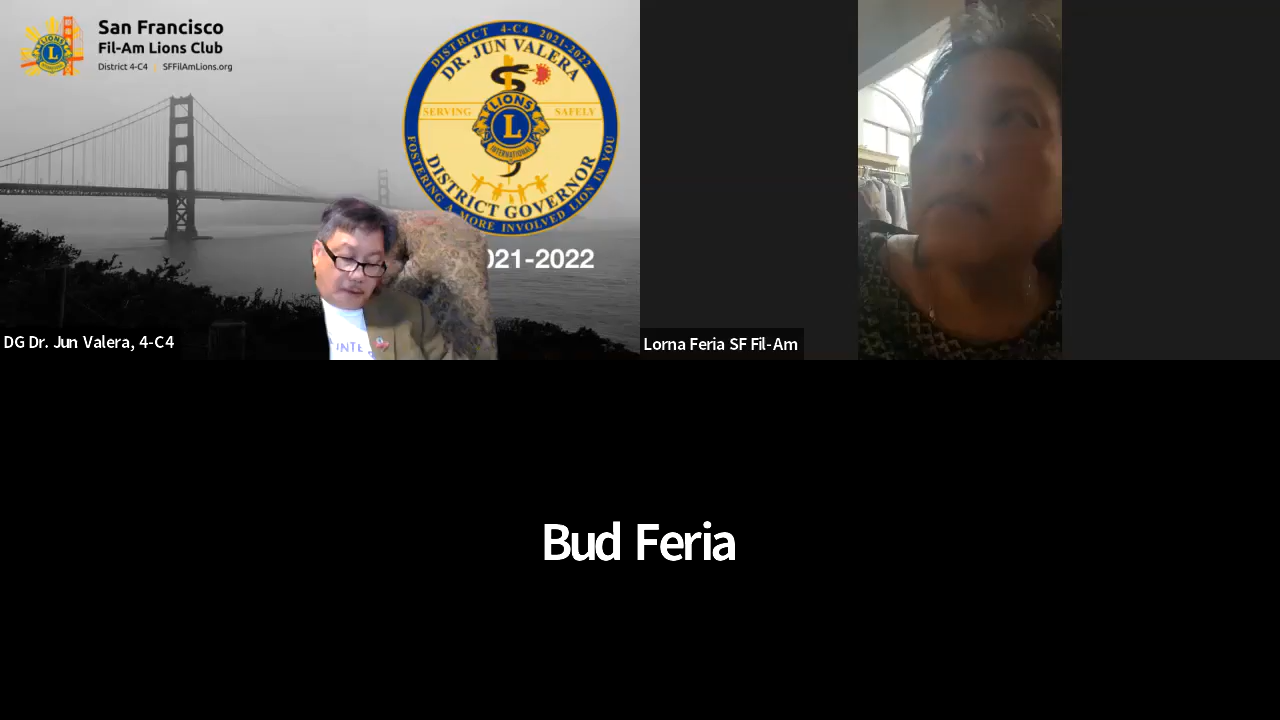 San Francisco
Fil-Am Lions Club
District 4-C4 | SFFilAmLions.org
DISTRICT 4-C4 2021-2022
DR. JUN VALERA
SERVING SAFELY
LIONS
L
INTERNATIONAL
DISTRICT GOVERNOR
FOSTERING A MORE INVOLVED LION IN YOU
021-2022
INTE
DG Dr. Jun Valera, 4-C4
Lorna Feria SF Fil-Am
Bud Feria